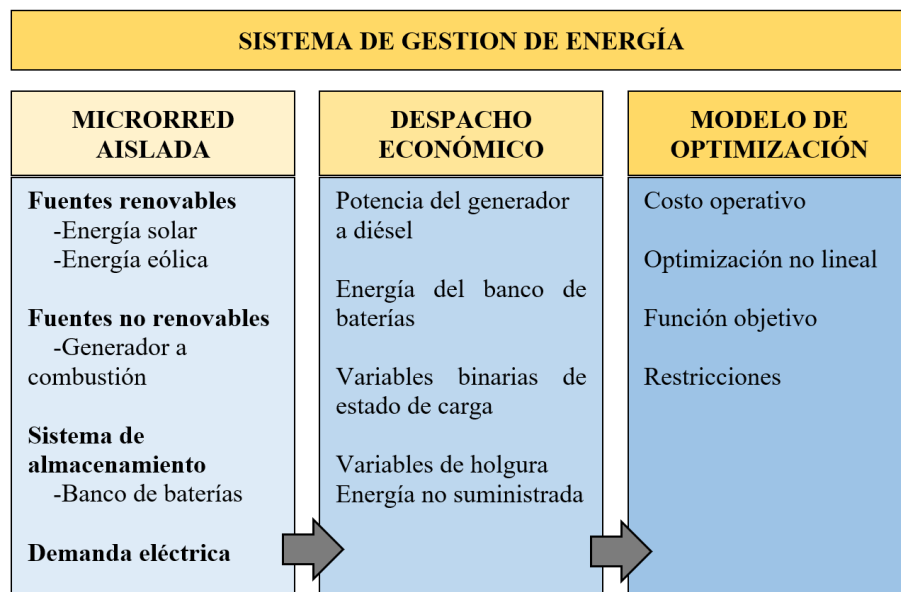 SISTEMA DE GESTION DE ENERGÍA
MICRORRED
AISLADA
Fuentes renovables
-Energía solar
-Energía eólica
Fuentes no renovables
-Generador a
combustión
Sistema de
almacenamiento
-Banco de baterías
Demanda eléctrica
DESPACHO
ECONÓMICO
Potencia del generador
a diésel
Energía del banco de
baterías
Variables binarias de
estado de carga
Variables de holgura
Energía no suministrada
MODELO DE
OPTIMIZACIÓN
Costo operativo
Optimización no lineal
Función objetivo
Restricciones